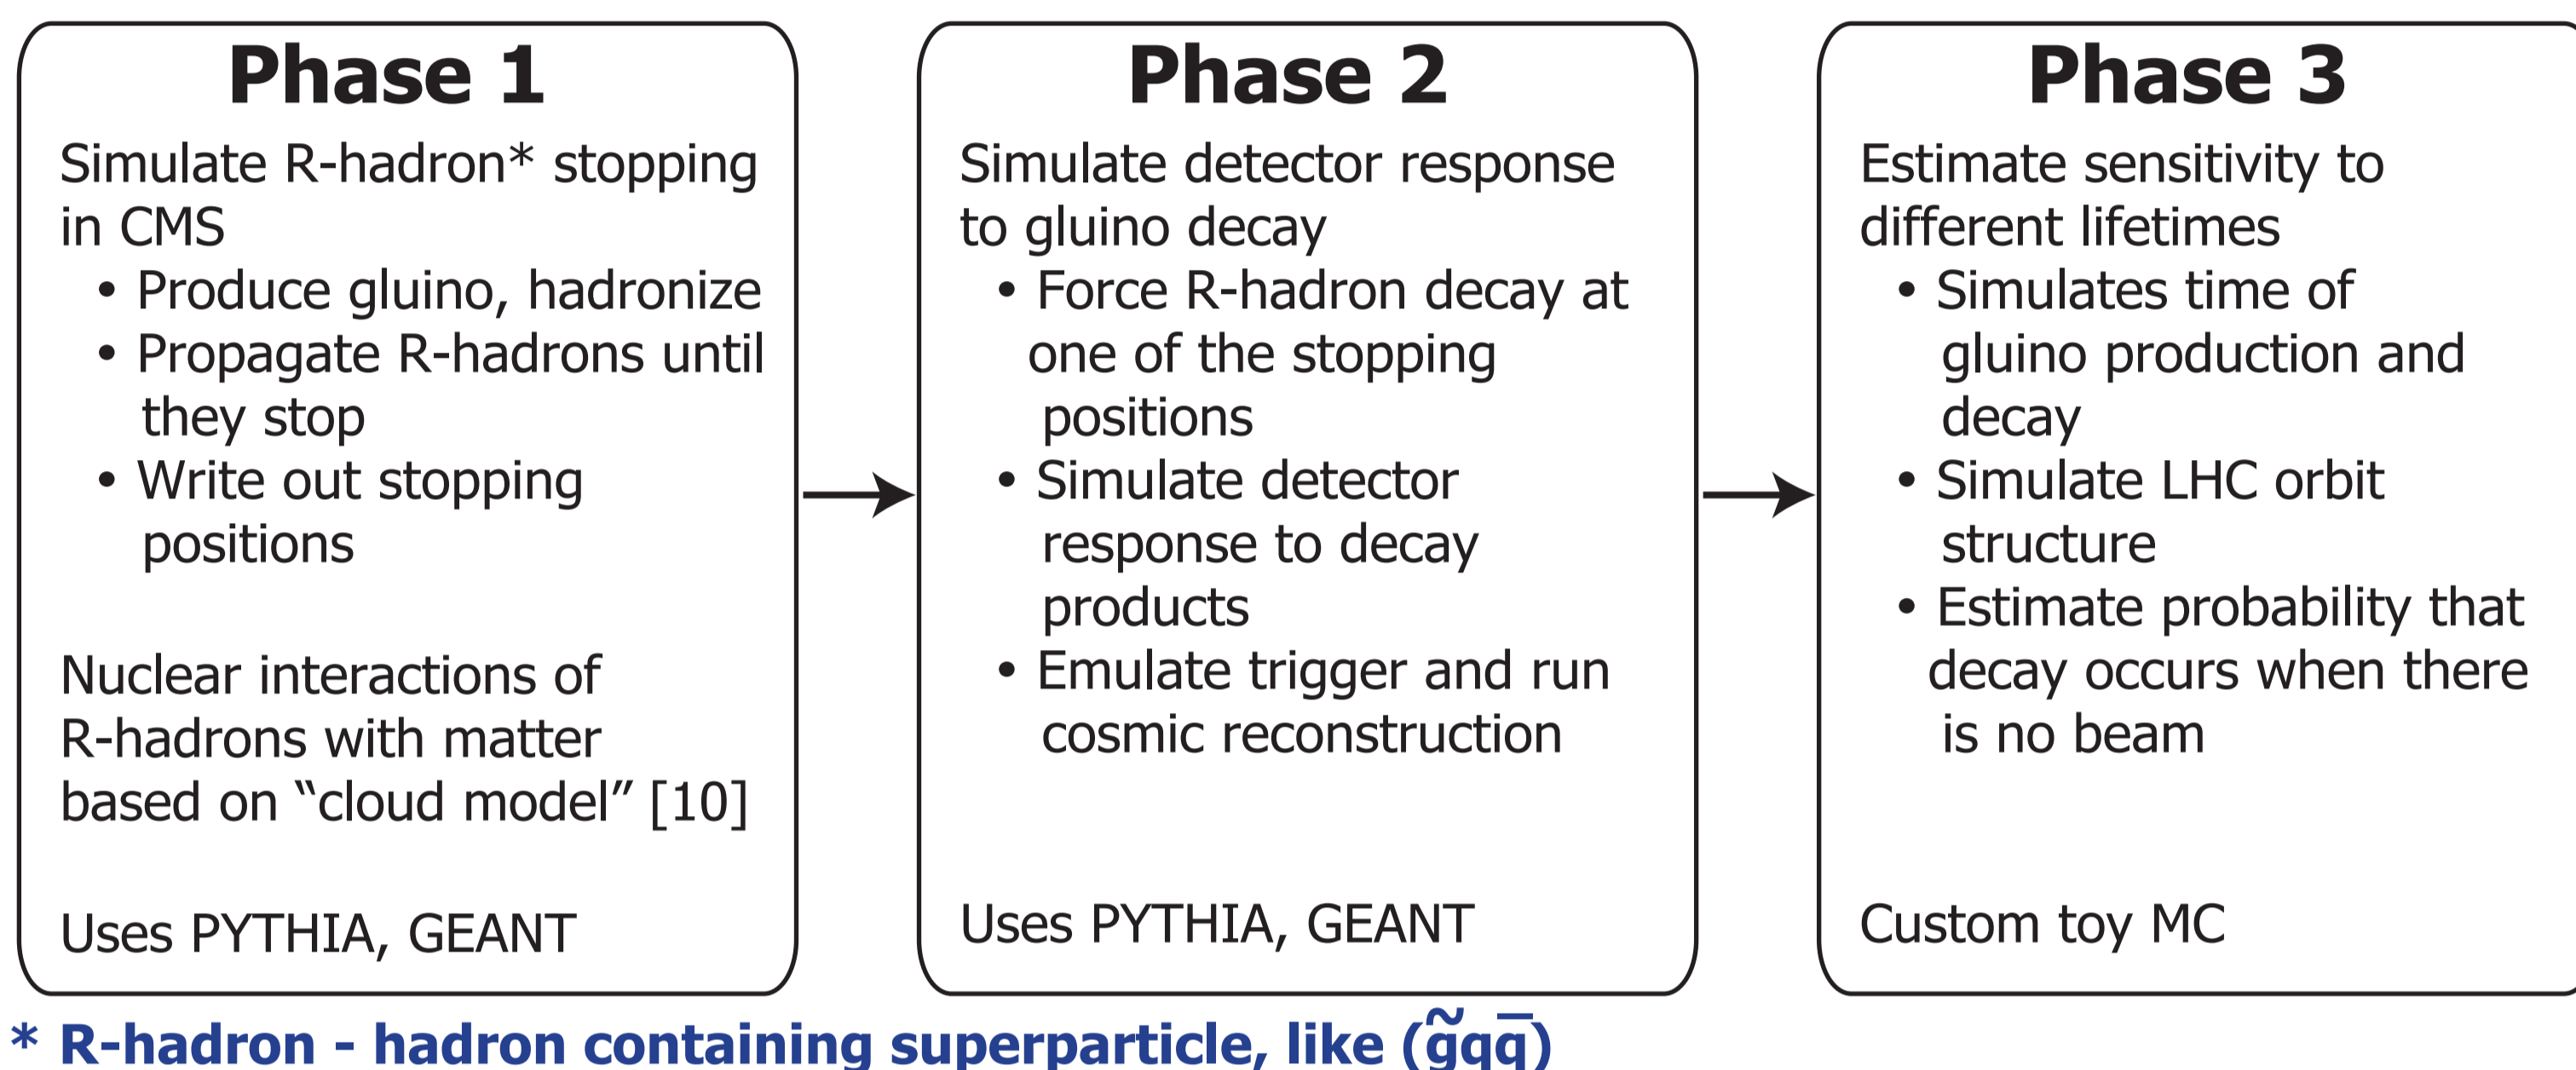 Phase 1
Simulate R-hadron* stopping
in CMS
• Produce gluino, hadronize
• Propagate R-hadrons until
they stop
• Write out stopping
positions
Nuclear interactions of
R-hadrons with matter
based on “cloud model” [10]
Uses PYTHIA, GEANT
Phase 2
Simulate detector response
to gluino decay
• Force R-hadron decay at
one of the stopping
positions
• Simulate detector
response to decay
products
• Emulate trigger and run
cosmic reconstruction
Uses PYTHIA, GEANT
Phase 3
Estimate sensitivity to
different lifetimes
• Simulates time of
gluino production and
decay
• Simulate LHC orbit
structure
• Estimate probability that
decay occurs when there
is no beam
Custom toy MC
* R-hadron - hadron containing superparticle, like (g̃qq̅)